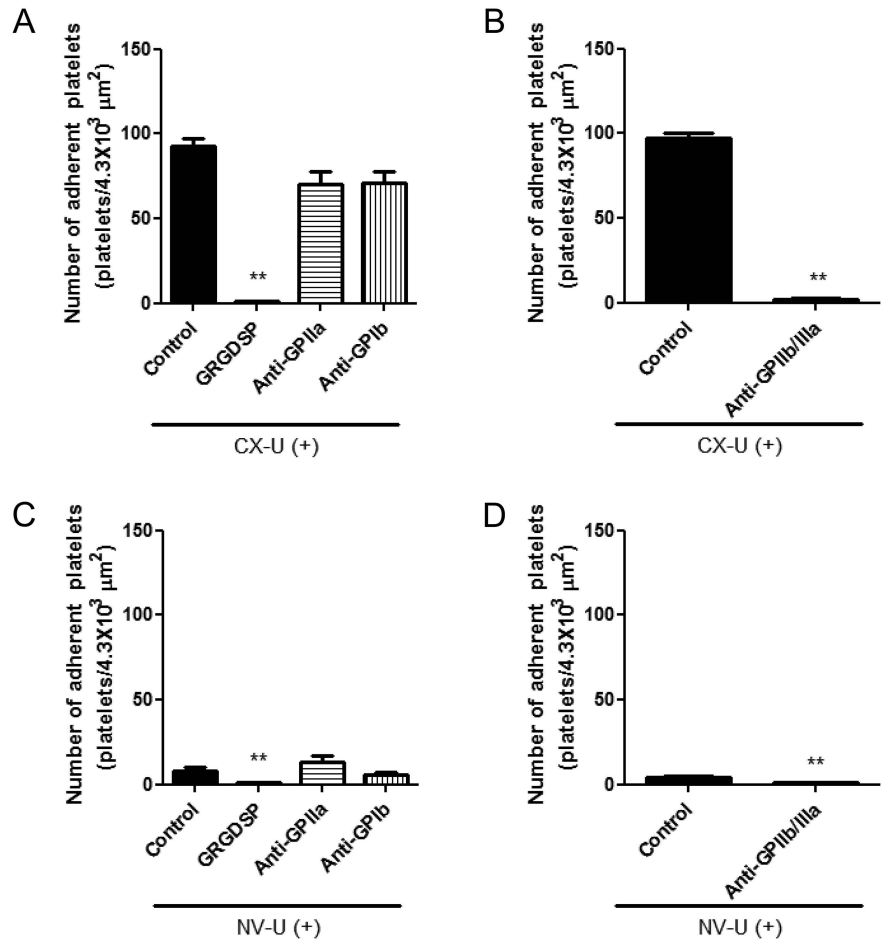 A
Number of adherent platelets
(platelets/4.3X10³ µm²)
150
100
50
0
**
Control
GRGDSP
Anti-GPIIa
Anti-GPIb
CX-U (+)
B
Number of adherent platelets
(platelets/4.3X10³ µm²)
150
100
50
0
**
Control
Anti-GPIIb/IIIa
CX-U (+)
C
Number of adherent platelets
(platelets/4.3X10³ µm²)
150
100
50
0
**
Control
GRGDSP
Anti-GPIIa
Anti-GPIb
NV-U (+)
D
Number of adherent platelets
(platelets/4.3X10³ µm²)
150
100
50
0
**
Control
Anti-GPIIb/IIIa
NV-U (+)